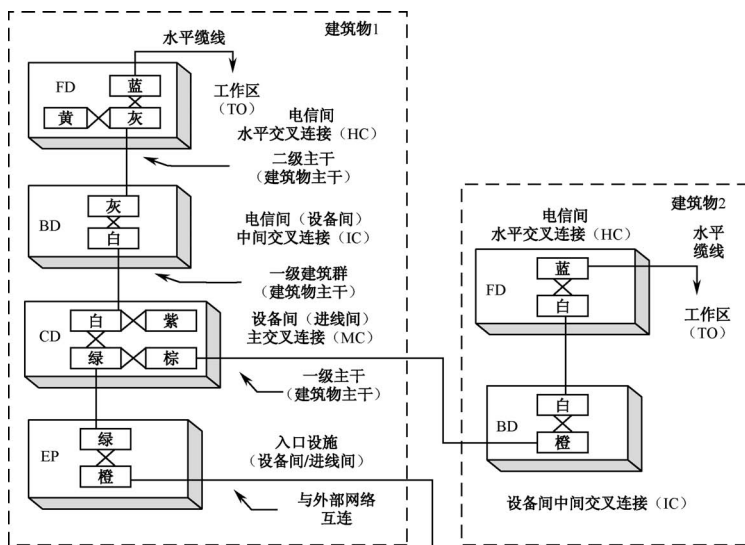 建筑物1
水平缆线
FD
蓝
黄
灰
工作区
（TO）
电信间
水平交叉连接（HC）
二级主干
（建筑物主干）
BD
灰
白
电信间（设备间）
中间交叉连接（IC）
一级建筑群
（建筑物主干）
CD
白
紫
绿
棕
设备间（进线间）
主交叉连接（MC）
一级主干
（建筑物主干）
EP
绿
橙
入口设施
（设备间/进线间）
与外部网络
互连
建筑物2
电信间
水平交叉连接（HC）
水平
缆线
FD
蓝
白
工作区
（TO）
BD
白
橙
设备间中间交叉连接（IC）